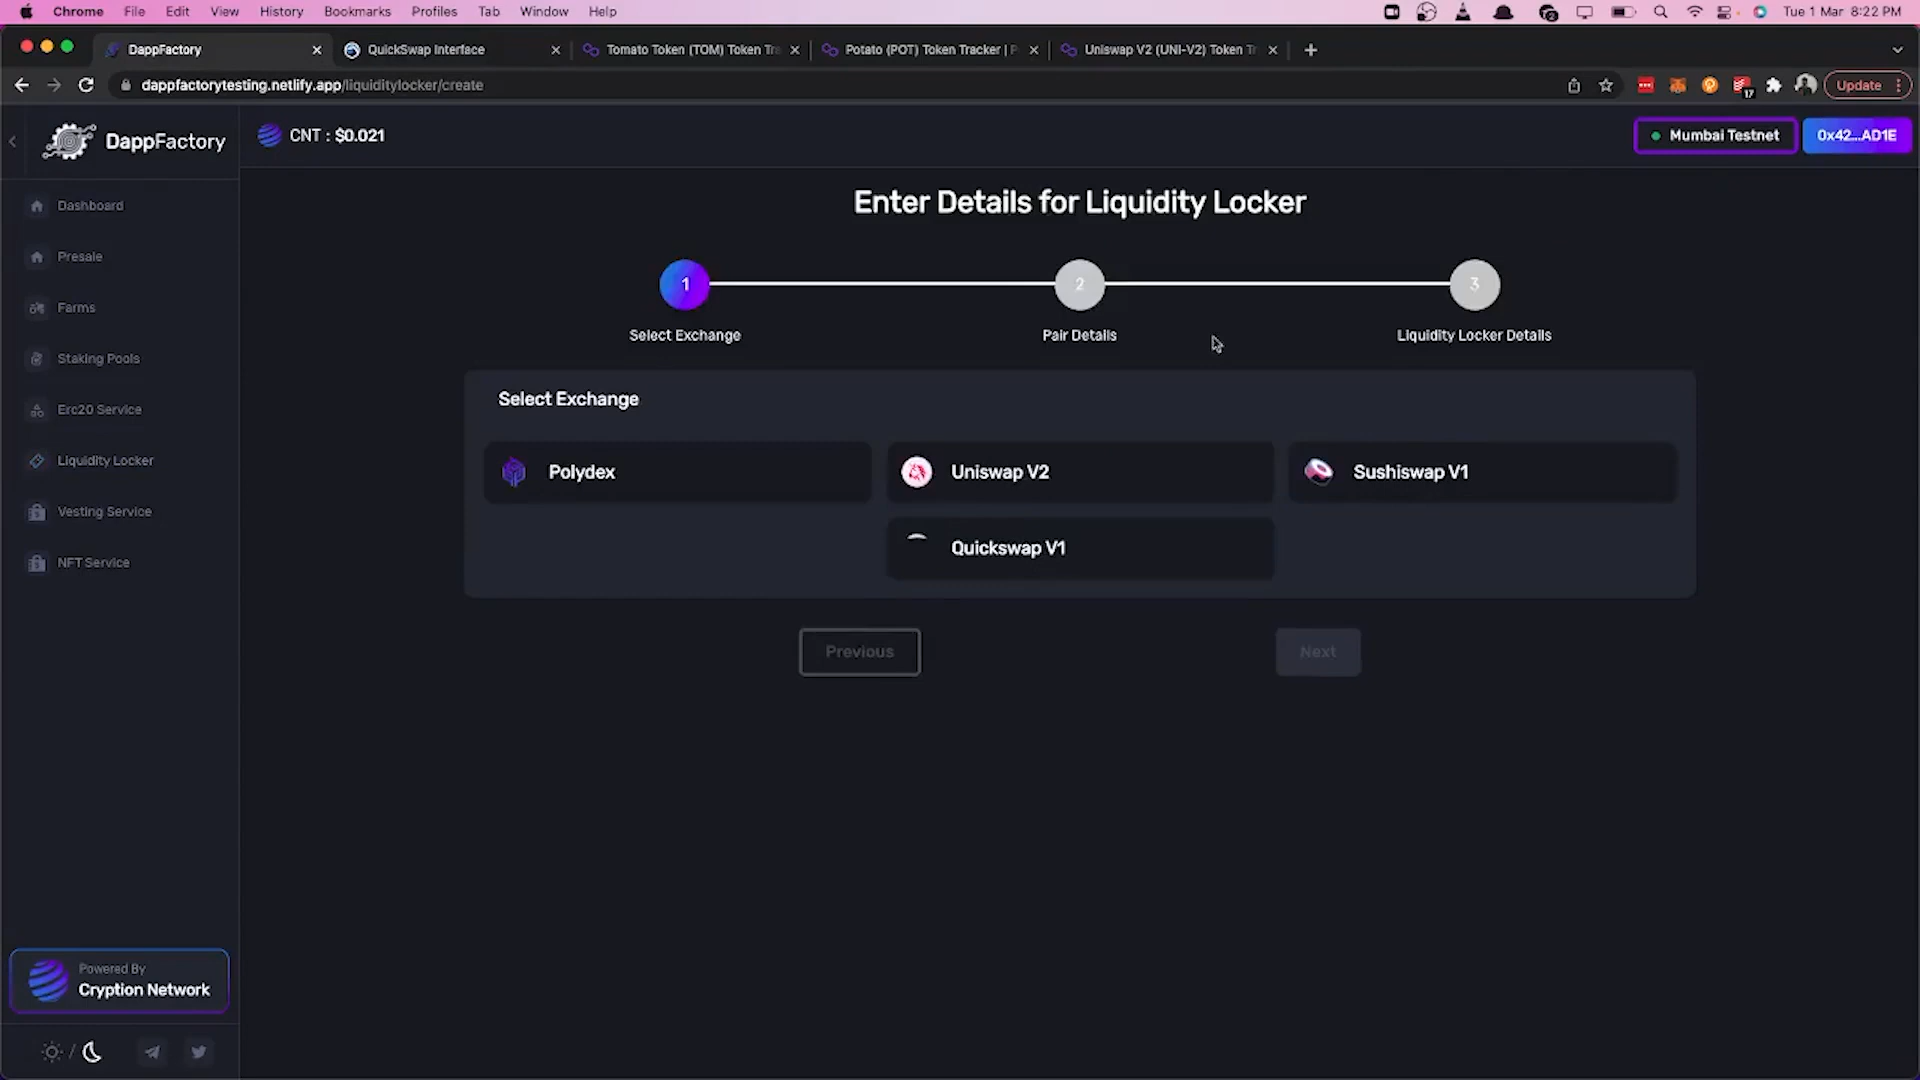 Chrome File Edit View History Bookmarks Profiles Tab Window Help
Tue 1 Mar 8:22 PM
DappFactory
QuickSwap Interface
Tomato Token (TOM) Token Tra
Potato (POT) Token Tracker | P
Uniswap V2 (UNI-V2) Token Tr
dappfactorytesting.netlify.app/liquiditylocker/create
17
Update
DappFactory
CNT : $0.021
Mumbai Testnet
0x42...AD1E
Dashboard
Presale
Farms
Staking Pools
Erc20 Service
Liquidity Locker
Vesting Service
NFT Service
Enter Details for Liquidity Locker
1
2
3
Select Exchange
Pair Details
Liquidity Locker Details
Select Exchange
Polydex
Uniswap V2
Sushiswap V1
Quickswap V1
Previous
Next
Powered By
Cryption Network
/